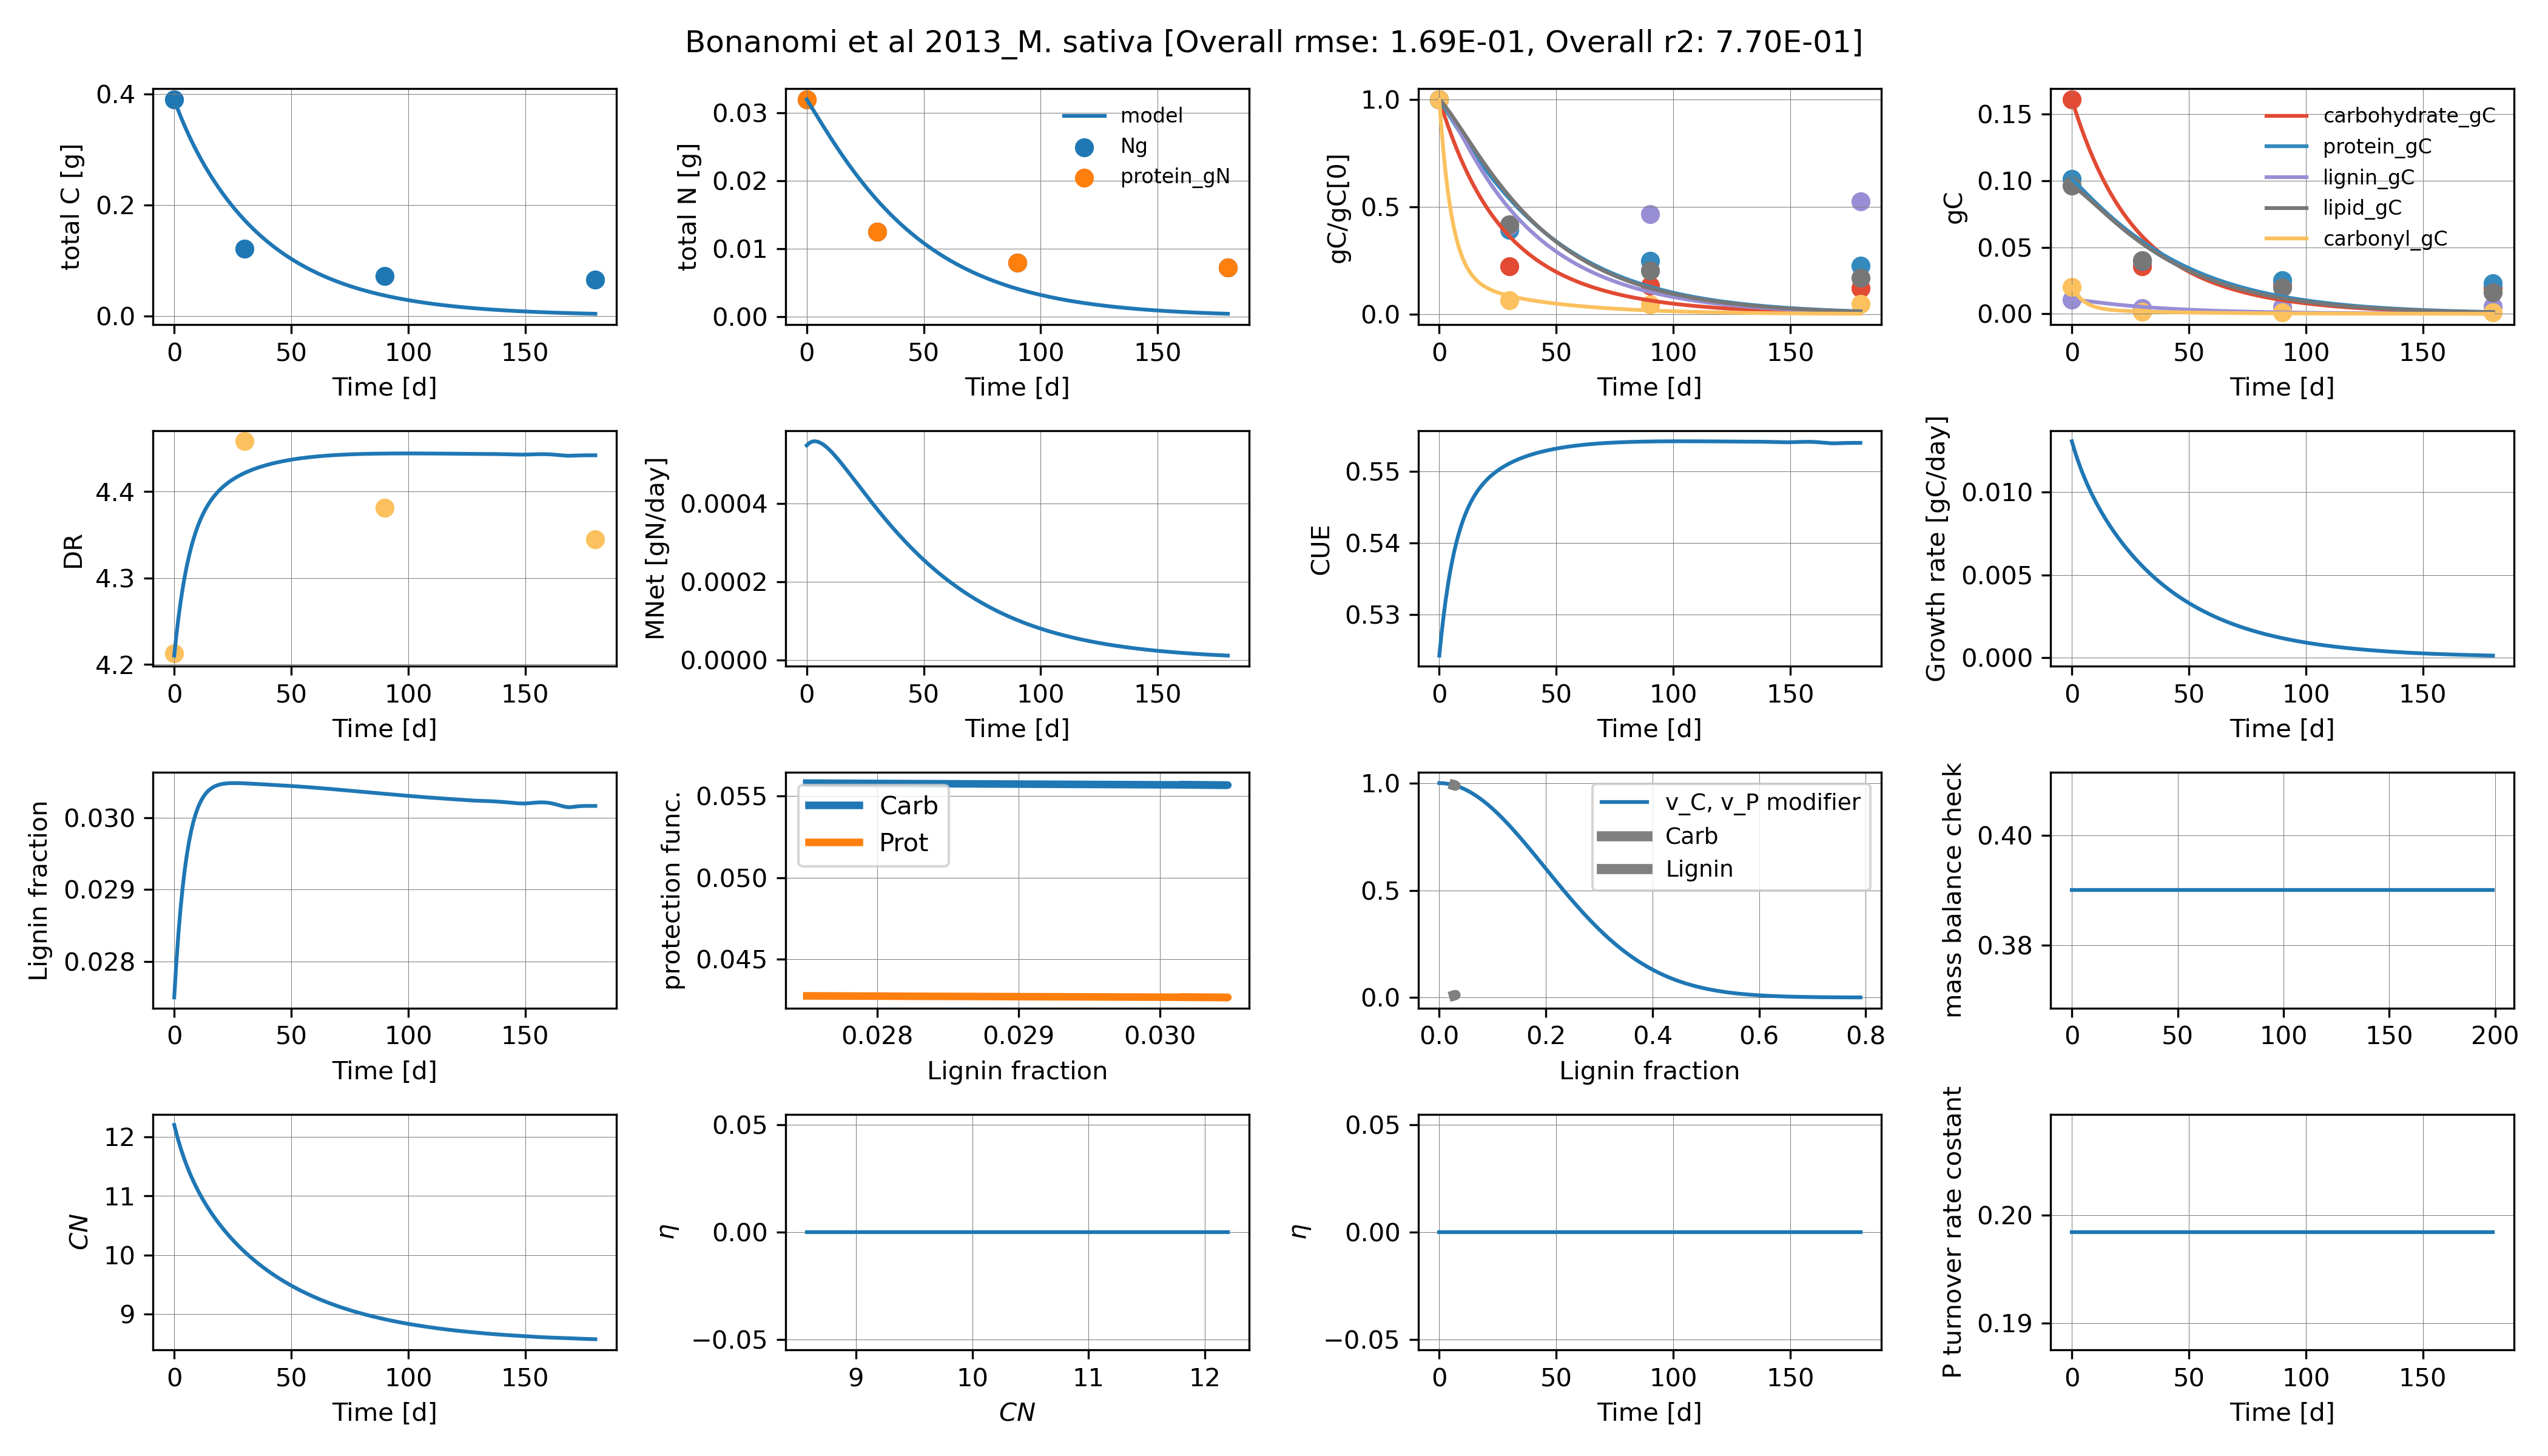 Bonanomi et al 2013_M. sativa [Overall rmse: 1.69E-01, Overall r2: 7.70E-01]
total C [g]
0.4
0.2
0.0
0 50 100 150
Time [d]
total N [g]
0.03
0.02
0.01
0.00
model
Ng
protein_gN
0 50 100 150
Time [d]
gC/gC[0]
1.0
0.5
0.0
0 50 100 150
Time [d]
gC
0.15
0.10
0.05
0.00
carbohydrate_gC
protein_gC
lignin_gC
lipid_gC
carbonyl_gC
0 50 100 150
Time [d]
DR
4.4
4.3
4.2
0 50 100 150
Time [d]
MNet [gN/day]
0.0004
0.0002
0.0000
0 50 100 150
Time [d]
CUE
0.55
0.54
0.53
0 50 100 150
Time [d]
Growth rate [gC/day]
0.010
0.005
0.000
0 50 100 150
Time [d]
Lignin fraction
0.030
0.029
0.028
0 50 100 150
Time [d]
protection func.
0.055
0.050
0.045
Carb
Prot
0.028 0.029 0.030
Lignin fraction
1.0
0.5
0.0
v_C, v_P modifier
Carb
Lignin
0.0 0.2 0.4 0.6 0.8
Lignin fraction
mass balance check
0.40
0.38
0 50 100 150 200
CN
12
11
10
9
0 50 100 150
Time [d]
η
0.05
0.00
−0.05
9 10 11 12
CN
η
0.05
0.00
−0.05
0 50 100 150
Time [d]
P turnover rate costant
0.20
0.19
0 50 100 150
Time [d]